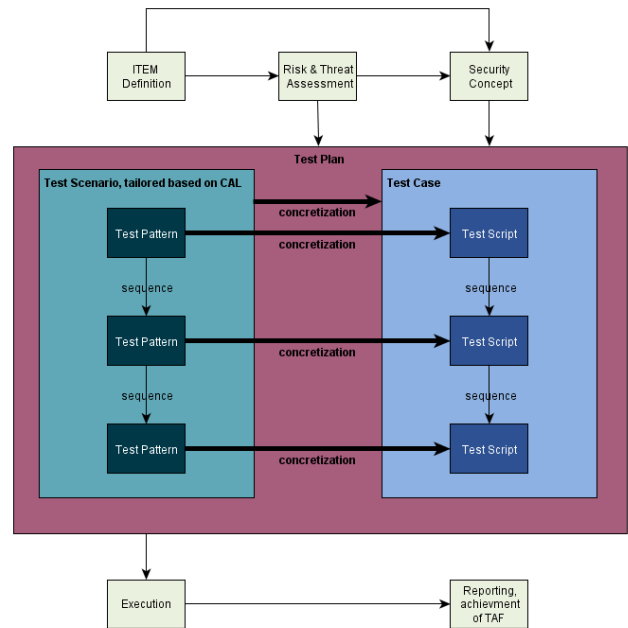 ITEM
Definition
Risk & Threat
Assessment
Security
Concept
Test Plan
Test Scenario, tailored based on CAL
Test Case
concretization
Test Pattern
concretization
Test Script
sequence
sequence
Test Pattern
concretization
Test Script
sequence
sequence
Test Pattern
concretization
Test Script
Execution
Reporting,
achievment
of TAF